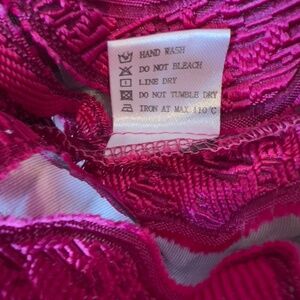 HAND WASH
DO NOT BLEACH
LINE DRY
DO NOT TUMBLE DRY
IRON AT MAX 110°C